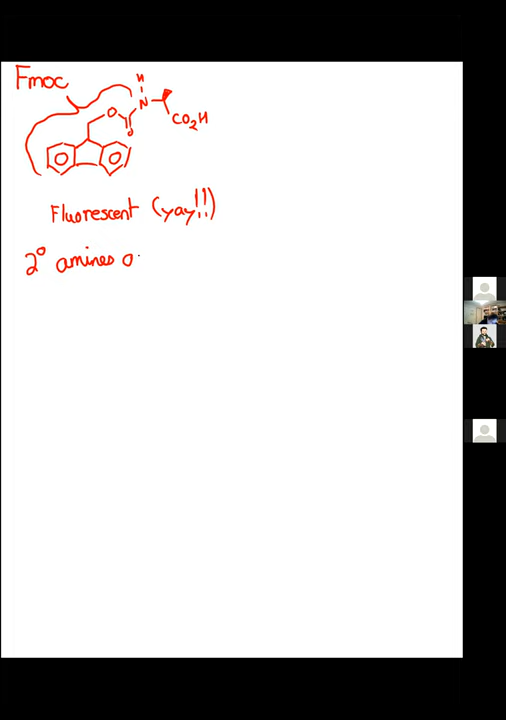 Fmoc
H
N
O
O
CO2H
Fluorescent (yay!!)
2° amines o